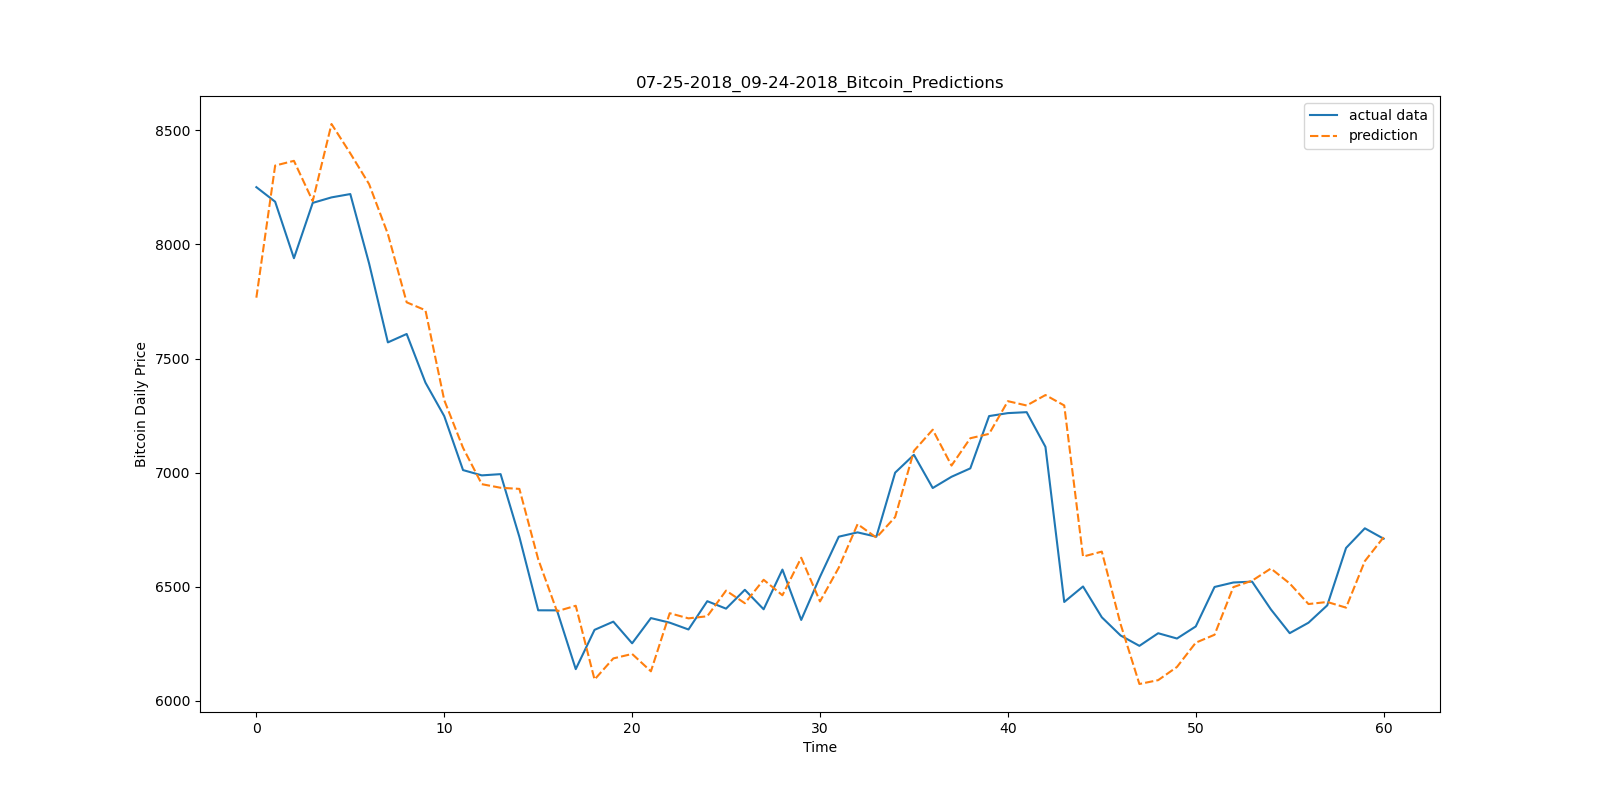 07-25-2018_09-24-2018_Bitcoin_Predictions
actual data
prediction
8500
8000
7500
7000
6500
6000
Bitcoin Daily Price
0 10 20 30 40 50 60
Time